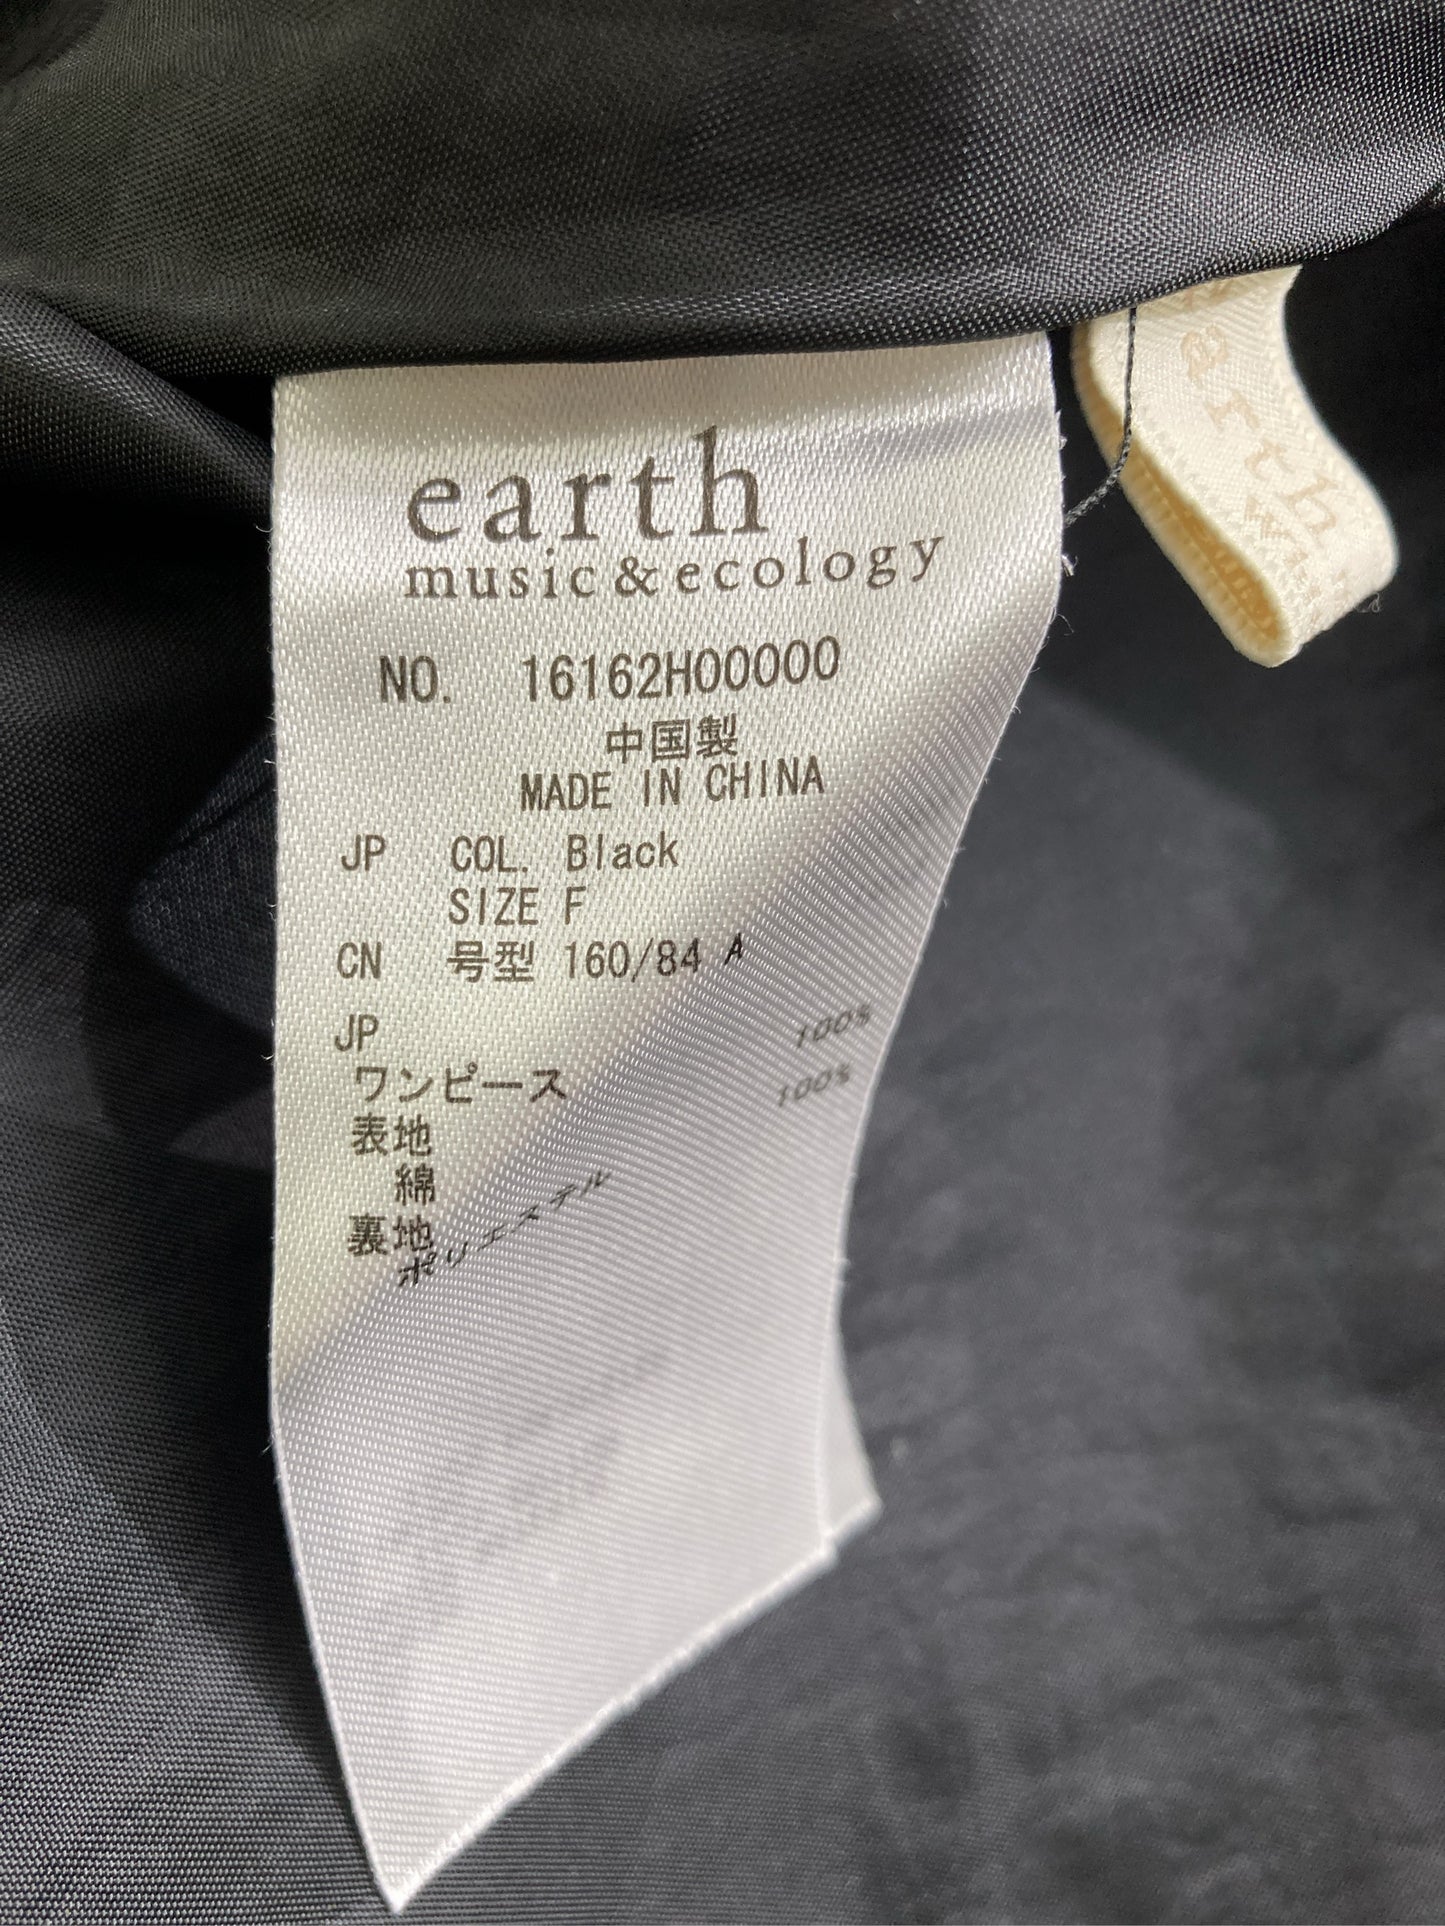 earth
music & ecology
NO. 16162H00000
中国製
MADE IN CHINA
JP COL. Black
SIZE F
CN 号型 160/84 A
JP
ワンピース
表地
綿 100%
裏地
ポリエステル 100%
earth